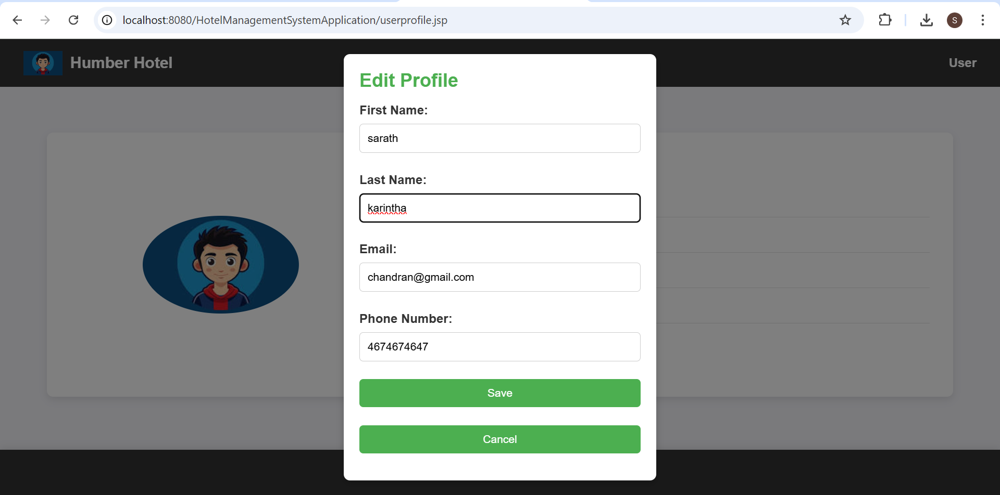 localhost:8080/HotelManagementSystemApplication/userprofile.jsp
S
Humber Hotel
User
Edit Profile
First Name:
sarath
Last Name:
karintha
Email:
chandran@gmail.com
Phone Number:
4674674647
Save
Cancel